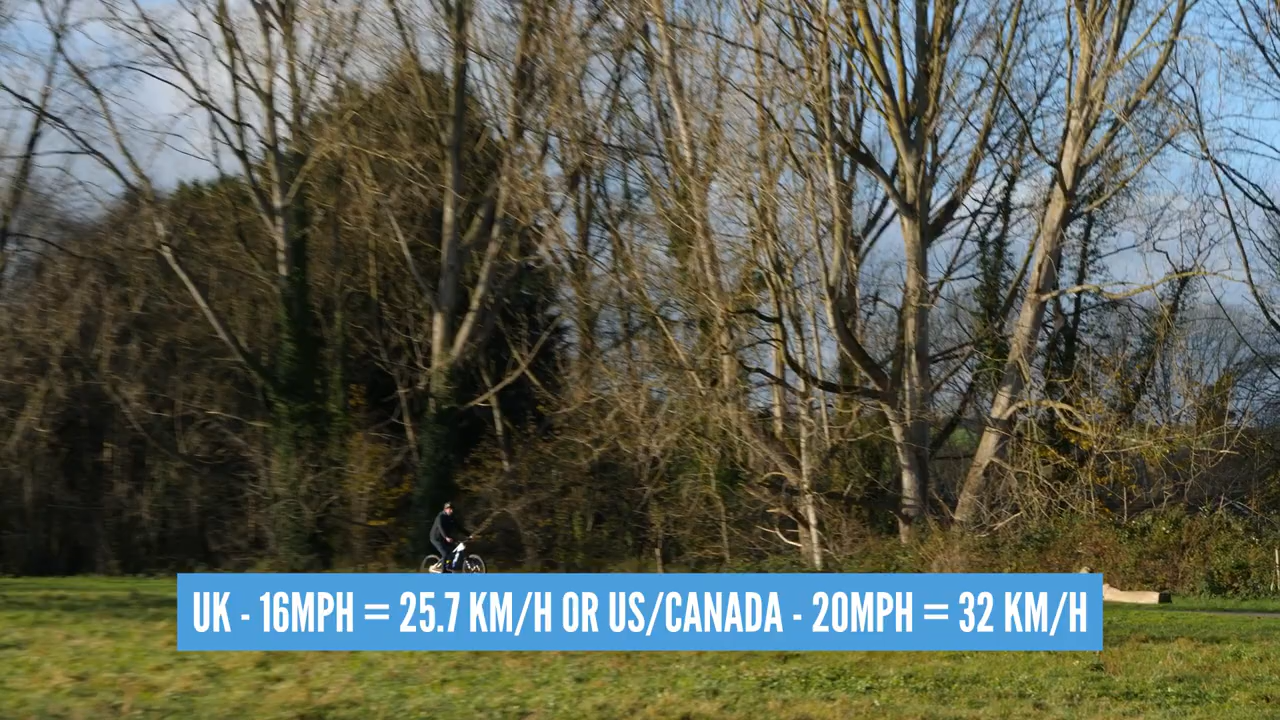 UK - 16MPH = 25.7 KM/H OR US/CANADA - 20MPH = 32 KM/H